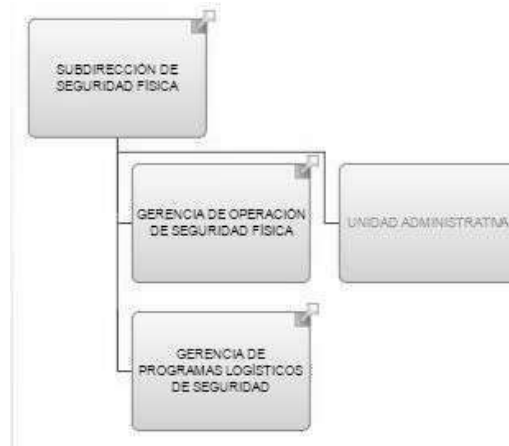 SUBDIRECCIÓN DE
SEGURIDAD FÍSICA
GERENCIA DE OPERACIÓN
DE SEGURIDAD FÍSICA
UNIDAD ADMINISTRATIVA
GERENCIA DE
PROGRAMAS LOGÍSTICOS
DE SEGURIDAD